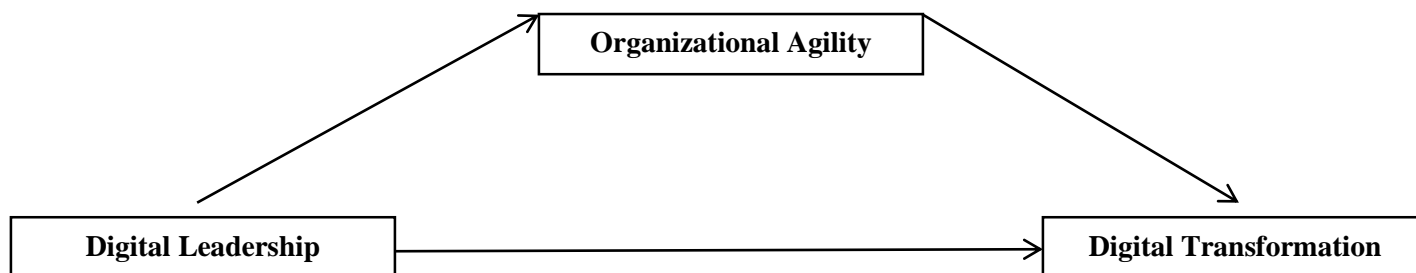 Organizational Agility
Digital Leadership
Digital Transformation